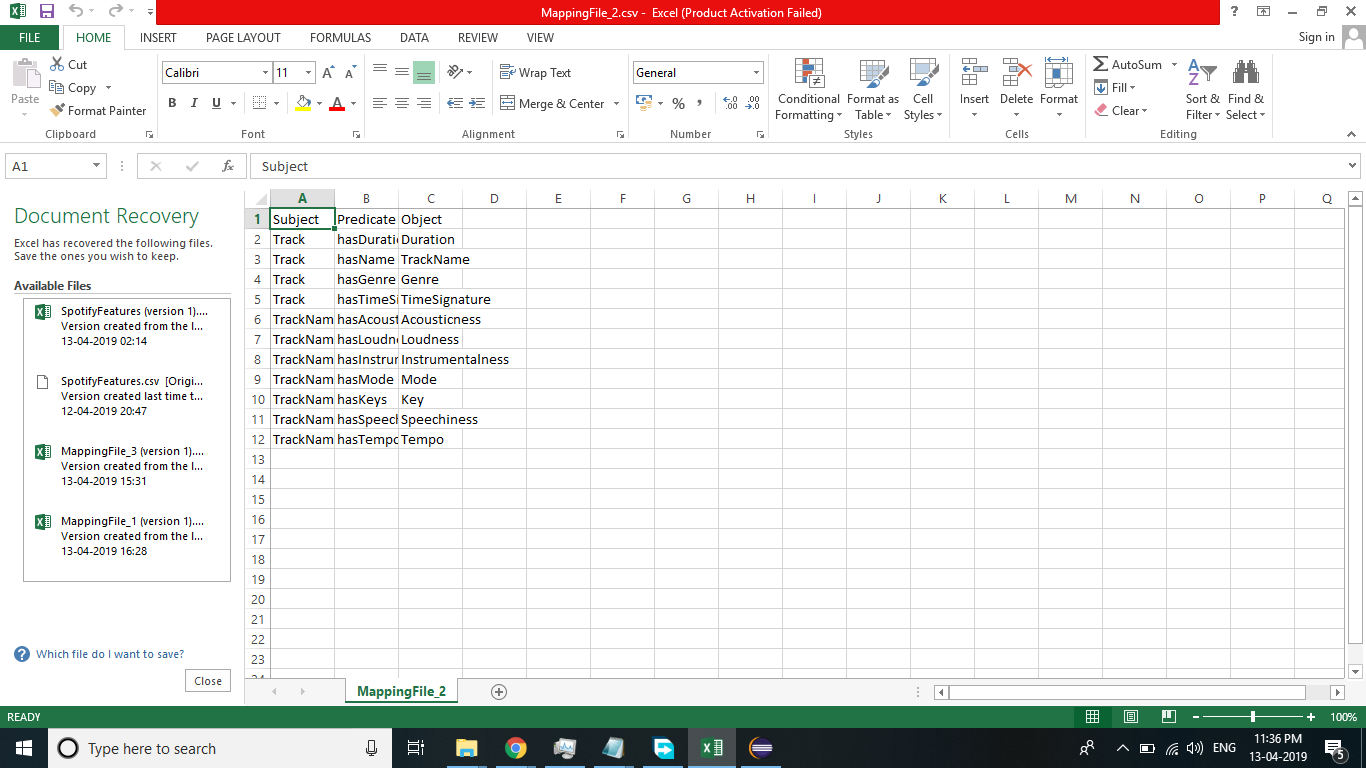 MappingFile_2.csv - Excel (Product Activation Failed)
FILE HOME INSERT PAGE LAYOUT FORMULAS DATA REVIEW VIEW Sign in
Paste
Cut
Copy
Format Painter
Clipboard
Calibri 11
B I U
Font
Wrap Text
Merge & Center
Alignment
General
Number
Conditional Formatting
Format as Table
Cell Styles
Styles
Insert
Delete
Format
Cells
AutoSum
Fill
Clear
Sort & Filter
Find & Select
Editing
A1 fx Subject
Document Recovery
Excel has recovered the following files.
Save the ones you wish to keep.
Available Files
SpotifyFeatures (version 1)....
Version created from the l...
13-04-2019 02:14
SpotifyFeatures.csv [Origi...
Version created last time t...
12-04-2019 20:47
MappingFile_3 (version 1)....
Version created from the l...
13-04-2019 15:31
MappingFile_1 (version 1)....
Version created from the l...
13-04-2019 16:28
Which file do I want to save?
Close
A B C D E F G H I J K L M N O P Q
1 Subject Predicate Object
2 Track hasDuratio Duration
3 Track hasName TrackName
4 Track hasGenre Genre
5 Track hasTimeSi TimeSignature
6 TrackNam hasAcoust Acousticness
7 TrackNam hasLoudn Loudness
8 TrackNam hasInstrur Instrumentalness
9 TrackNam hasMode Mode
10 TrackNam hasKeys Key
11 TrackNam hasSpeech Speechiness
12 TrackNam hasTempo Tempo
13
14
15
16
17
18
19
20
21
22
23
MappingFile_2
READY 100%
Type here to search
ENG
11:36 PM
13-04-2019
5